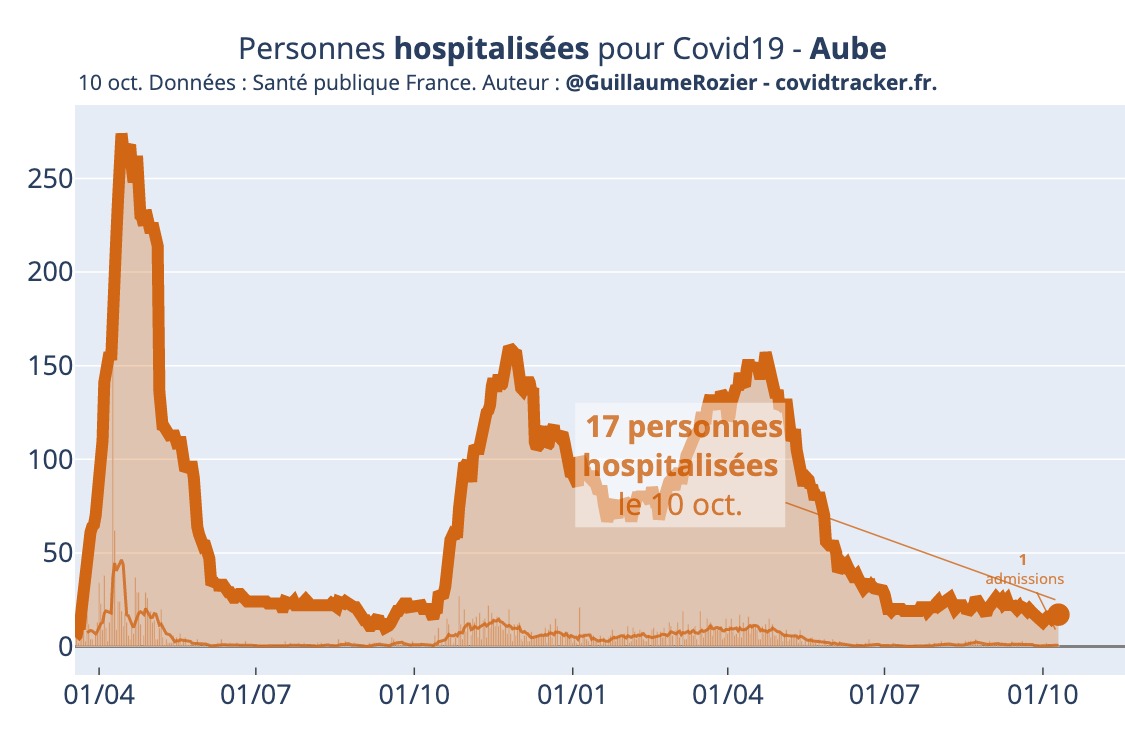 Personnes hospitalisées pour Covid19 - Aube
10 oct. Données : Santé publique France. Auteur : @GuillaumeRozier - covidtracker.fr.
250
200
150
100
50
0
17 personnes
hospitalisées
le 10 oct.
1
admissions
01/04
01/07
01/10
01/01
01/04
01/07
01/10